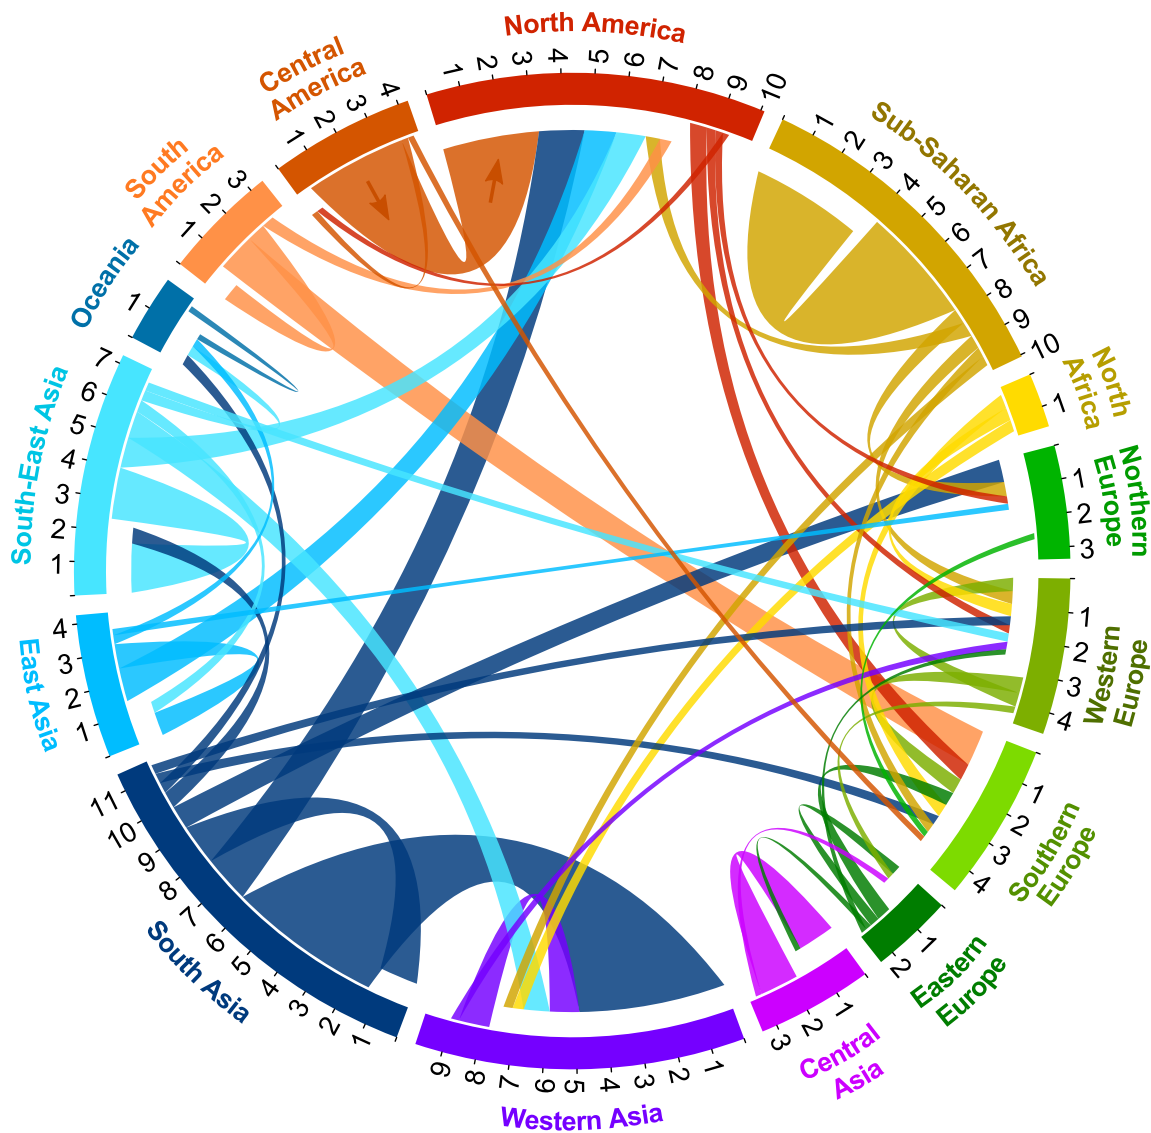 North America
1 2 3 4 5 6 7 8 9 10
Sub-Saharan Africa
1 2 3 4 5 6 7 8 9 10
North
Africa
1
Northern
Europe
1 2 3
Western
Europe
1 2 3 4
Southern
Europe
1 2 3 4
Eastern
Europe
1 2
Central
Asia
1 2 3
Western Asia
1 2 3 4 5 6 7 8 9
South Asia
1 2 3 4 5 6 7 8 9 10 11
East Asia
1 2 3 4
South-East Asia
1 2 3 4 5 6 7
Oceania
1
South
America
1 2 3
Central
America
1 2 3 4